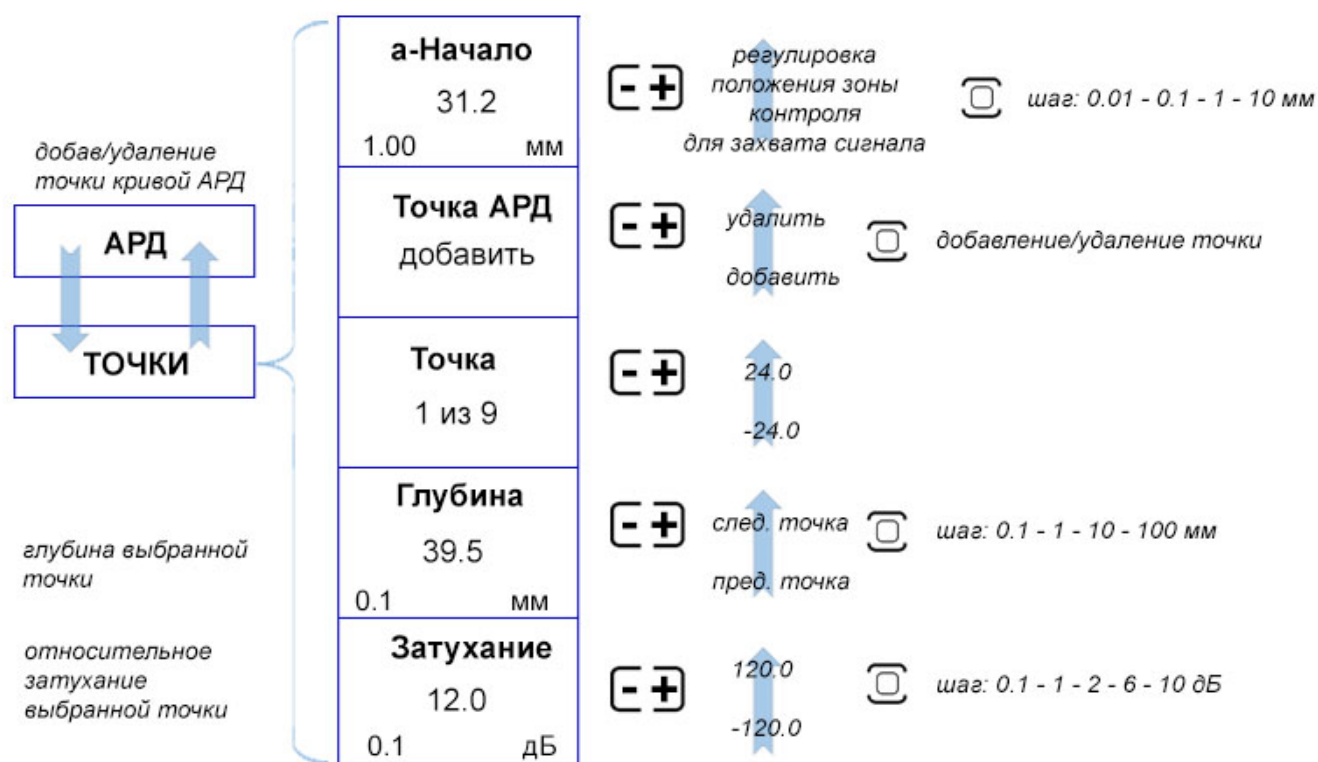 а-Начало
31.2
1.00 мм
регулировка
положения зоны
контроля
для захвата сигнала
шаг: 0.01 - 0.1 - 1 - 10 мм
добав/удаление
точки кривой АРД
АРД
ТОЧКИ
Точка АРД
добавить
удалить
добавить
добавление/удаление точки
Точка
1 из 9
24.0
-24.0
глубина выбранной
точки
Глубина
39.5
0.1 мм
след. точка
пред. точка
шаг: 0.1 - 1 - 10 - 100 мм
относительное
затухание
выбранной точки
Затухание
12.0
0.1 дБ
120.0
-120.0
шаг: 0.1 - 1 - 2 - 6 - 10 дБ